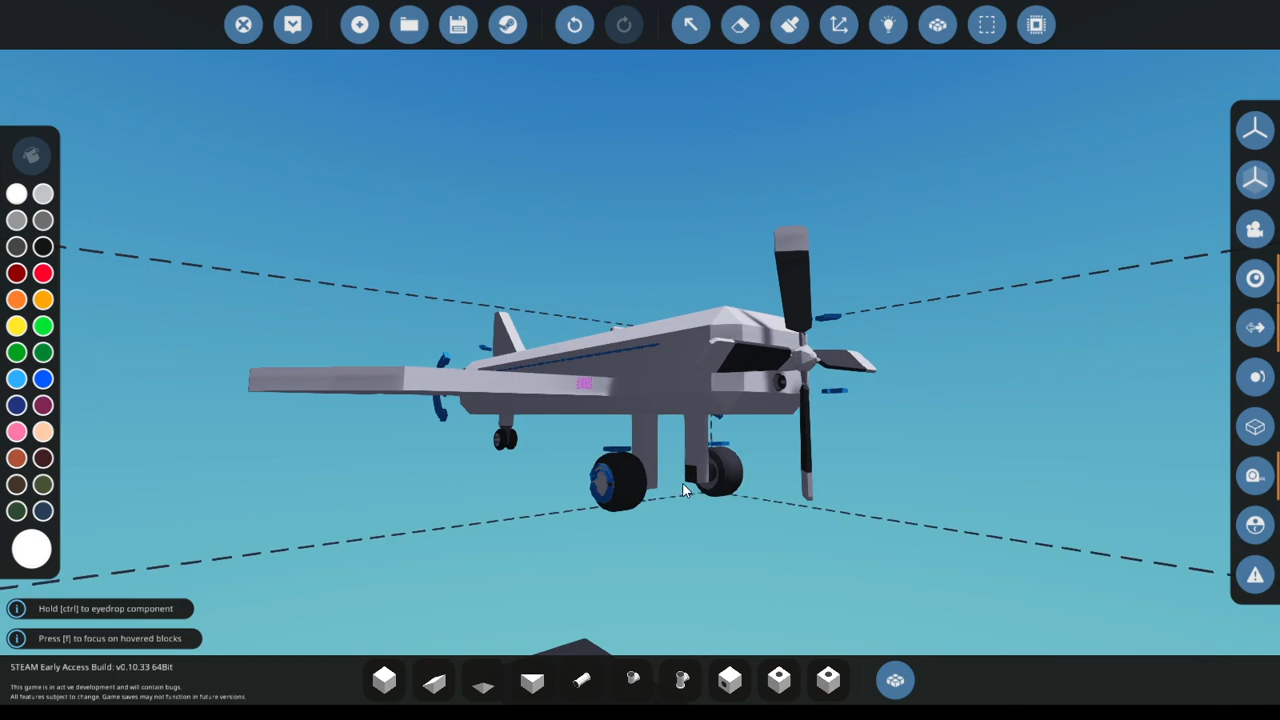 Hold [ctrl] to eyedrop component
Press [f] to focus on hovered blocks
STEAM Early Access Build: v0.10.33 64Bit
This game is in active development and will contain bugs.
All features subject to change. Game saves may not function in future versions.